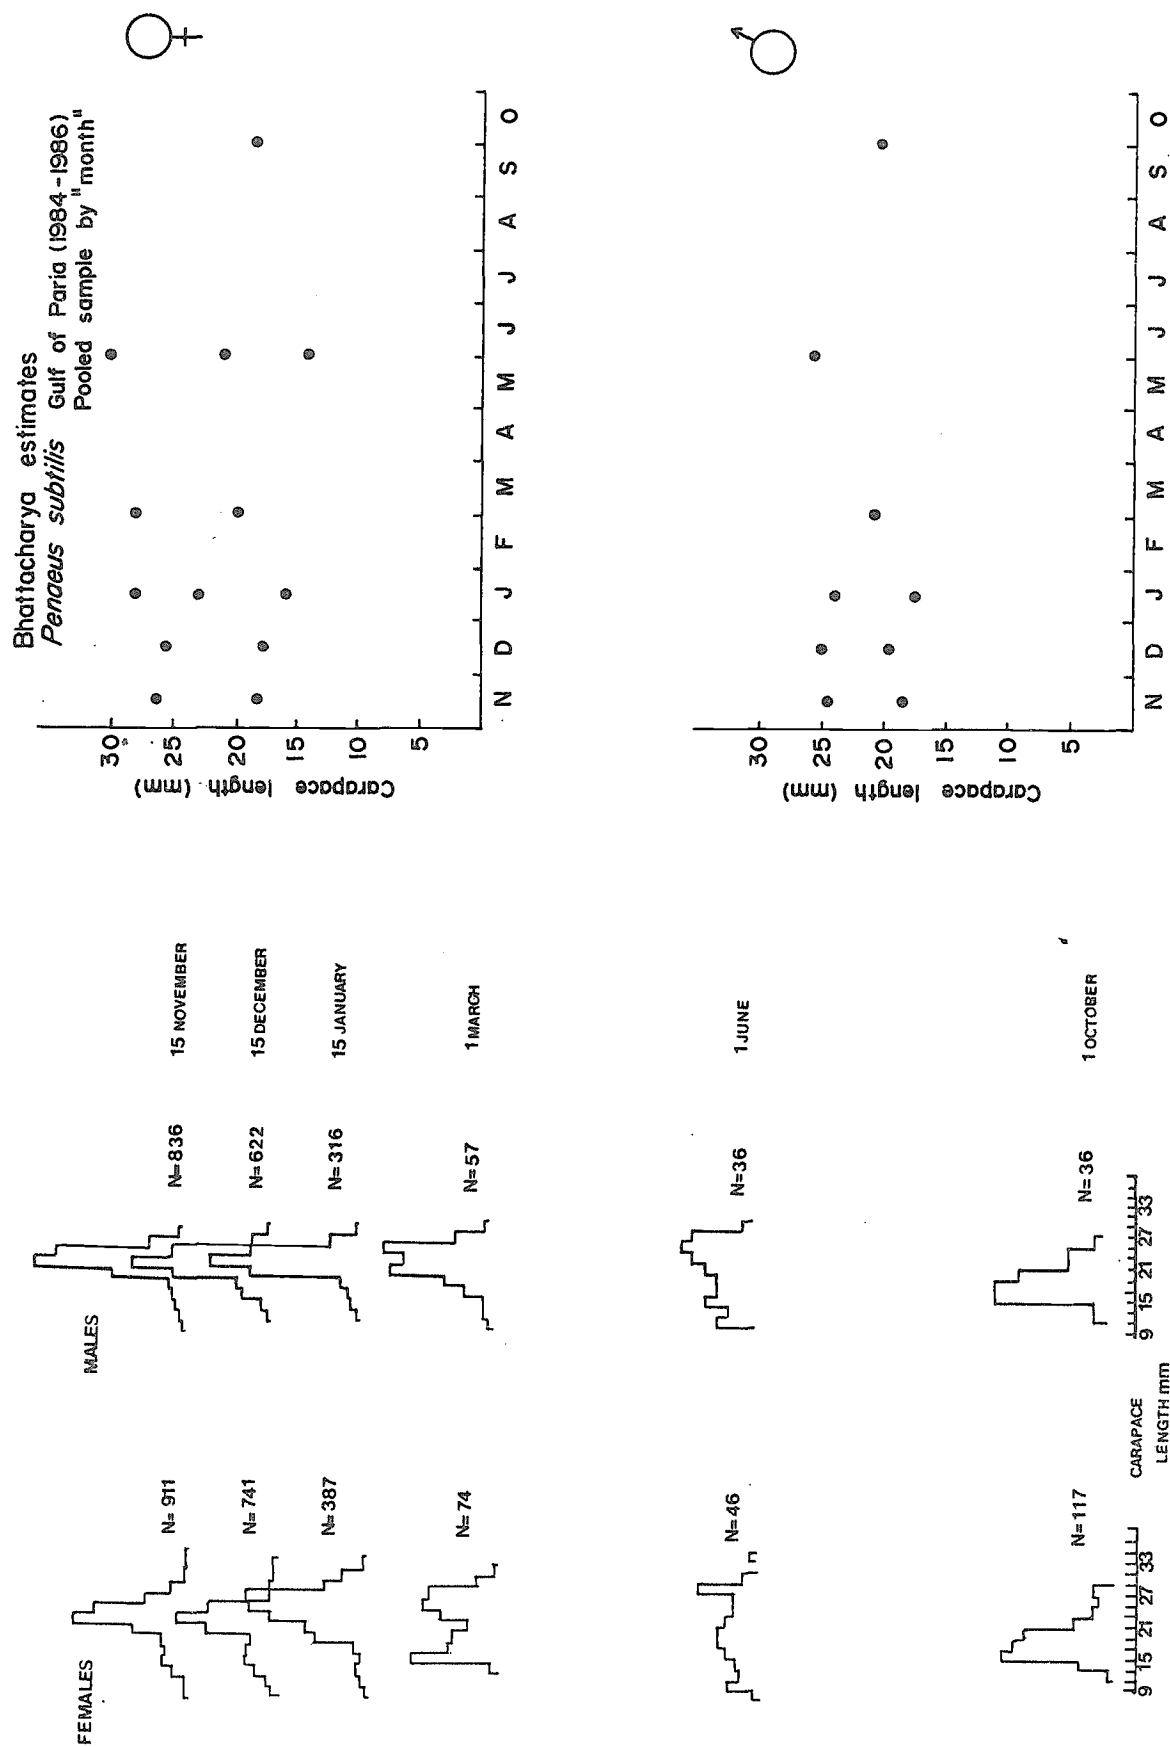 FEMALES
MALES
N=911
N=836
15 NOVEMBER
N=741
N=622
15 DECEMBER
N=387
N=316
15 JANUARY
N=74
N=57
1 MARCH
N=46
N=36
1 JUNE
N=117
N=36
1 OCTOBER
9 15 21 27 33
9 15 21 27 33
CARAPACE
LENGTH mm
Bhattacharya estimates
Penaeus subtilis Gulf of Paria (1984-1986)
Pooled sample by "month"
♀
30
25
20
15
10
5
Carapace length (mm)
N D J F M A M J J A S O
♂
30
25
20
15
10
5
Carapace length (mm)
N D J F M A M J J A S O